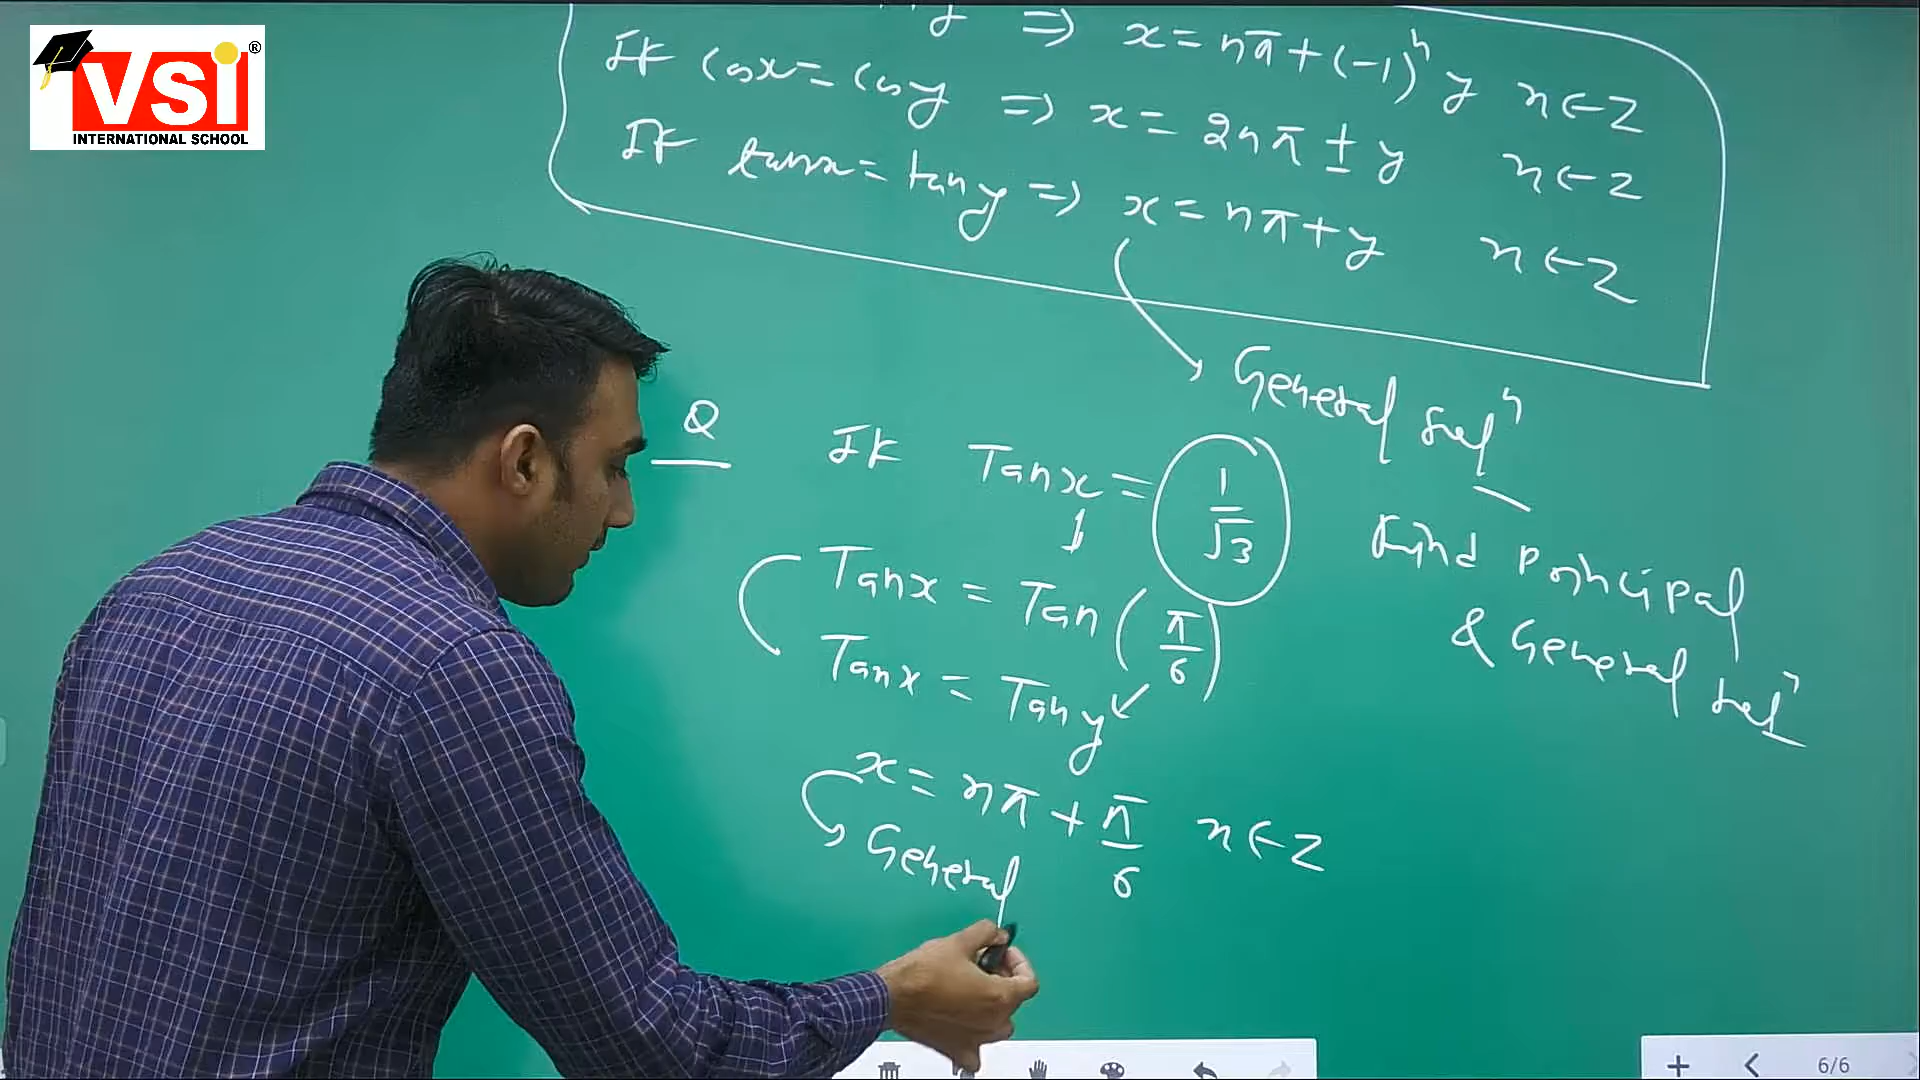 VSI ®
INTERNATIONAL SCHOOL
y => x = nπ + (-1)ⁿ y n∈Z
If Cosx = Cosy => x = 2nπ ± y n∈Z
If tanx = tany => x = nπ + y n∈Z
General Solⁿ
Q If Tanx = 1/√3 Find Principal
& General Solⁿ
Tanx = Tan (π/6)
Tanx = Tany
x = nπ + π/6 n∈Z
General
6/6